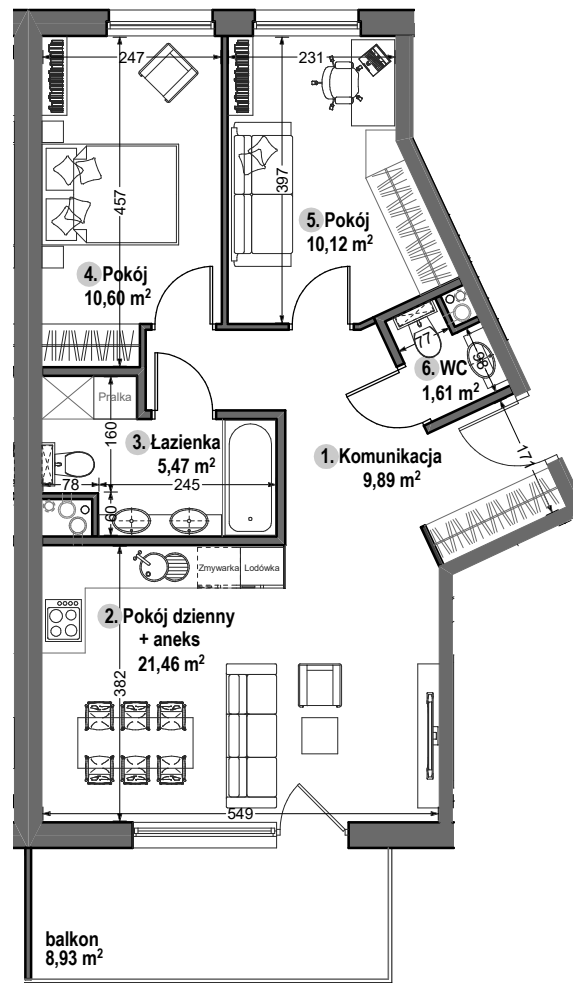 247
231
457
397
5. Pokój
10,12 m²
4. Pokój
10,60 m²
77
98
6. WC
1,61 m²
Pralka
160
3. Łazienka
5,47 m²
1. Komunikacja
9,89 m²
171
78
245
60
Zmywarka
Lodówka
2. Pokój dzienny
+ aneks
21,46 m²
382
549
balkon
8,93 m²